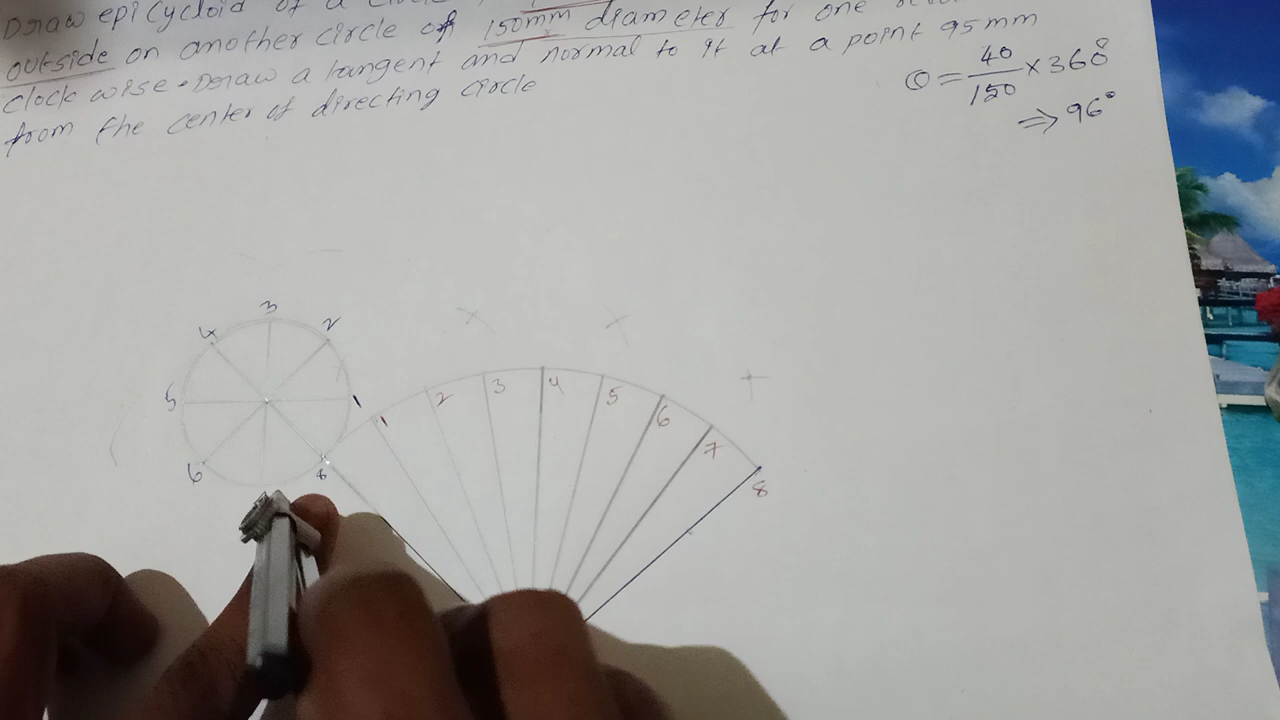 Draw epicycloid of a circle
outside on another circle of 150mm diameter for one
clock wise. Draw a tangent and normal to it at a point 95mm
from the center of directing circle
Θ = 40/150 × 360°
⇒ 96°
3
4 2
5 1
6 8
1 2 3 4 5 6 7 8